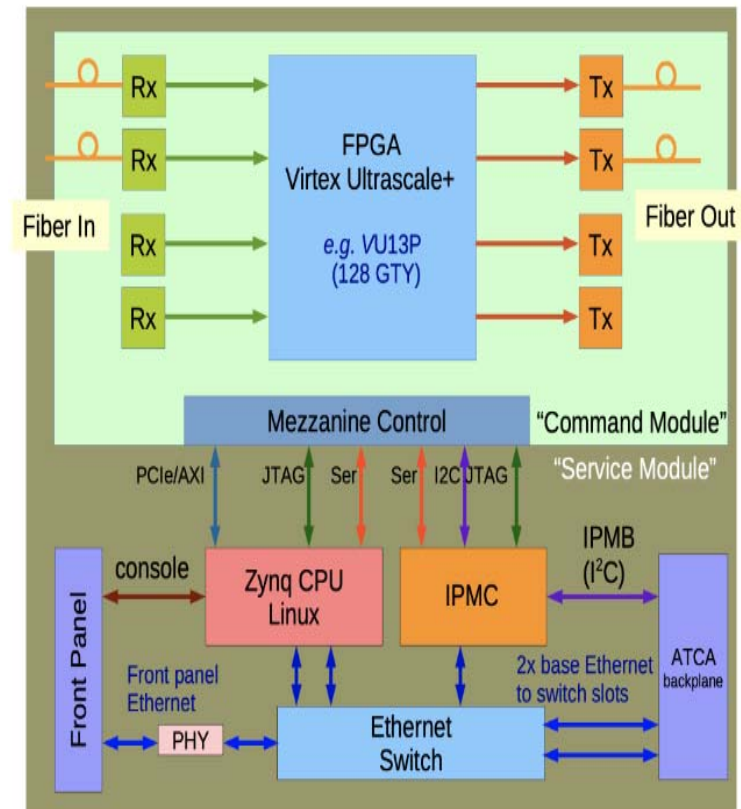 Rx
Tx
Rx
FPGA
Virtex Ultrascale+
Tx
Fiber In
Fiber Out
Rx
e.g. VU13P
(128 GTY)
Tx
Rx
Tx
Mezzanine Control
“Command Module”
“Service Module”
PCIe/AXI
JTAG
Ser
Ser
I2C
JTAG
Front Panel
console
Zynq CPU
Linux
IPMC
IPMB
(I²C)
ATCA
backplane
Front panel
Ethernet
2x base Ethernet
to switch slots
PHY
Ethernet
Switch